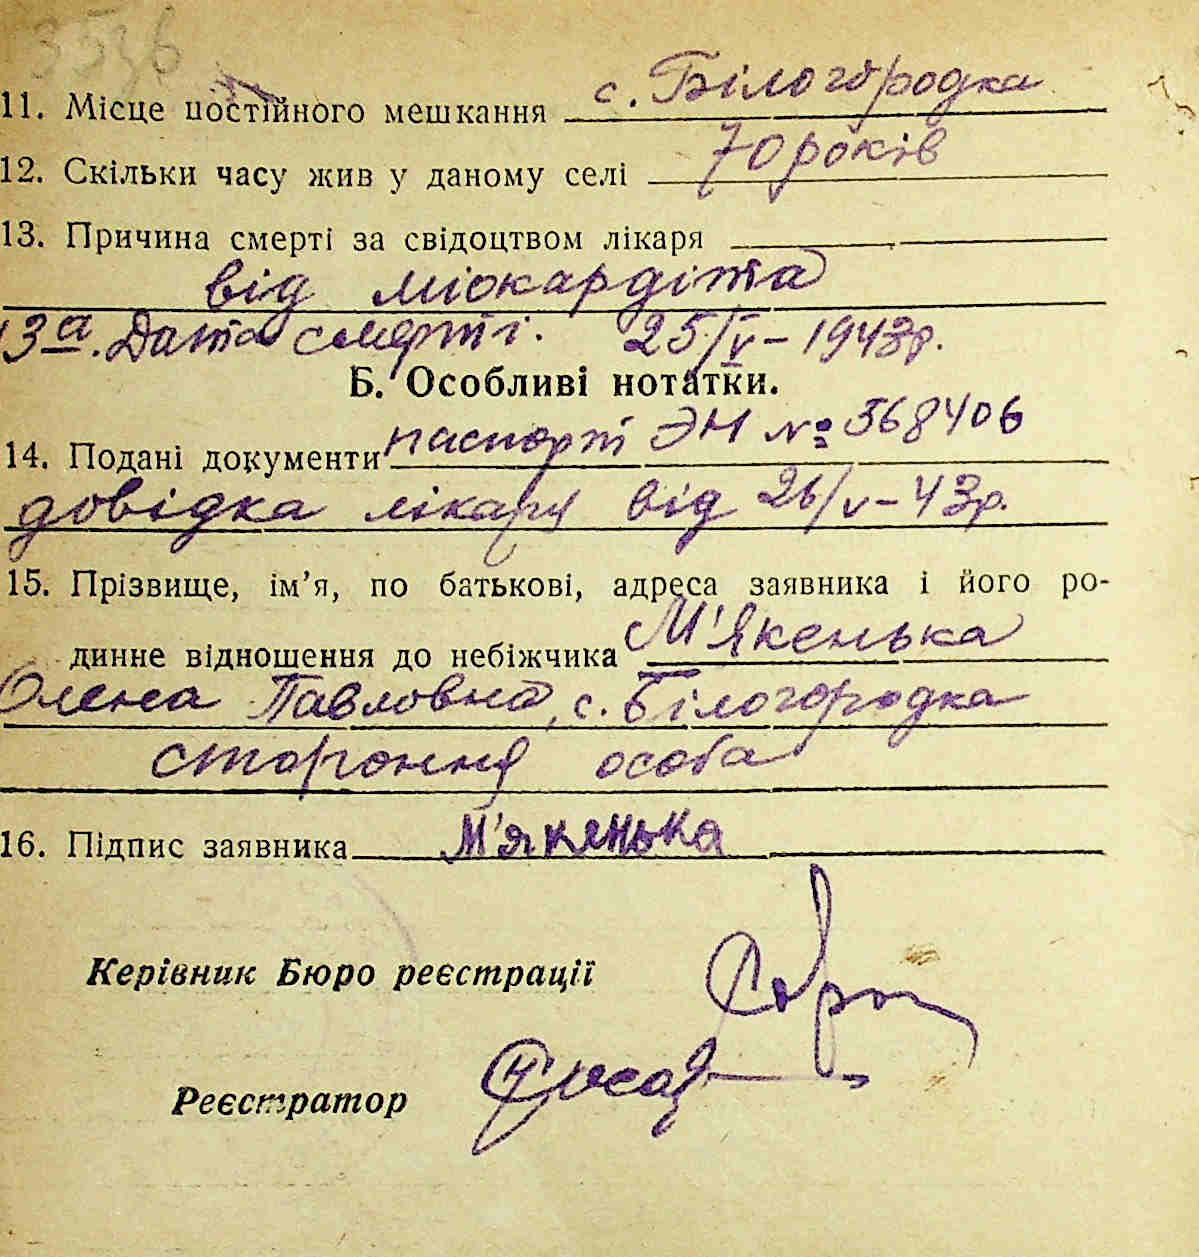 3536
11. Місце постійного мешкання с. Білогородка
12. Скільки часу жив у даному селі 70 років
13. Причина смерті за свідоцтвом лікаря
від міокардіта
13а. Дата смерті. 25/V – 1943р.
Б. Особливі нотатки.
14. Подані документи паспорт ЭН № 568406
довідка лікаря від 26/V – 43р.
15. Прізвище, ім’я, по батькові, адреса заявника і його ро-
динне відношення до небіжчика М'якенька
Олена Павловна, с. Білогородка
стороння особа
16. Підпис заявника М'якенька
Керівник Бюро реєстрації
Реєстратор